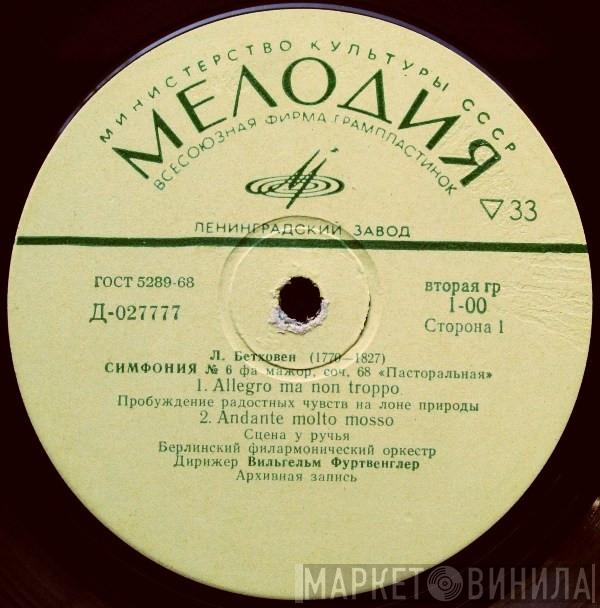 МИНИСТЕРСТВО КУЛЬТУРЫ СССР
МЕЛОДИЯ
ВСЕСОЮЗНАЯ ФИРМА ГРАМПЛАСТИНОК
▽33
ЛЕНИНГРАДСКИЙ ЗАВОД
ГОСТ 5289-68
Д-027777
вторая гр
1-00
Сторона 1
Л. Бетховен (1770—1827)
СИМФОНИЯ № 6 фа мажор, соч. 68 «Пасторальная»
1. Allegro ma non troppo
Пробуждение радостных чувств на лоне природы
2. Andante molto mosso
Сцена у ручья
Берлинский филармонический оркестр
Дирижер Вильгельм Фуртвенглер
Архивная запись
МАРКЕТ ВИНИЛА